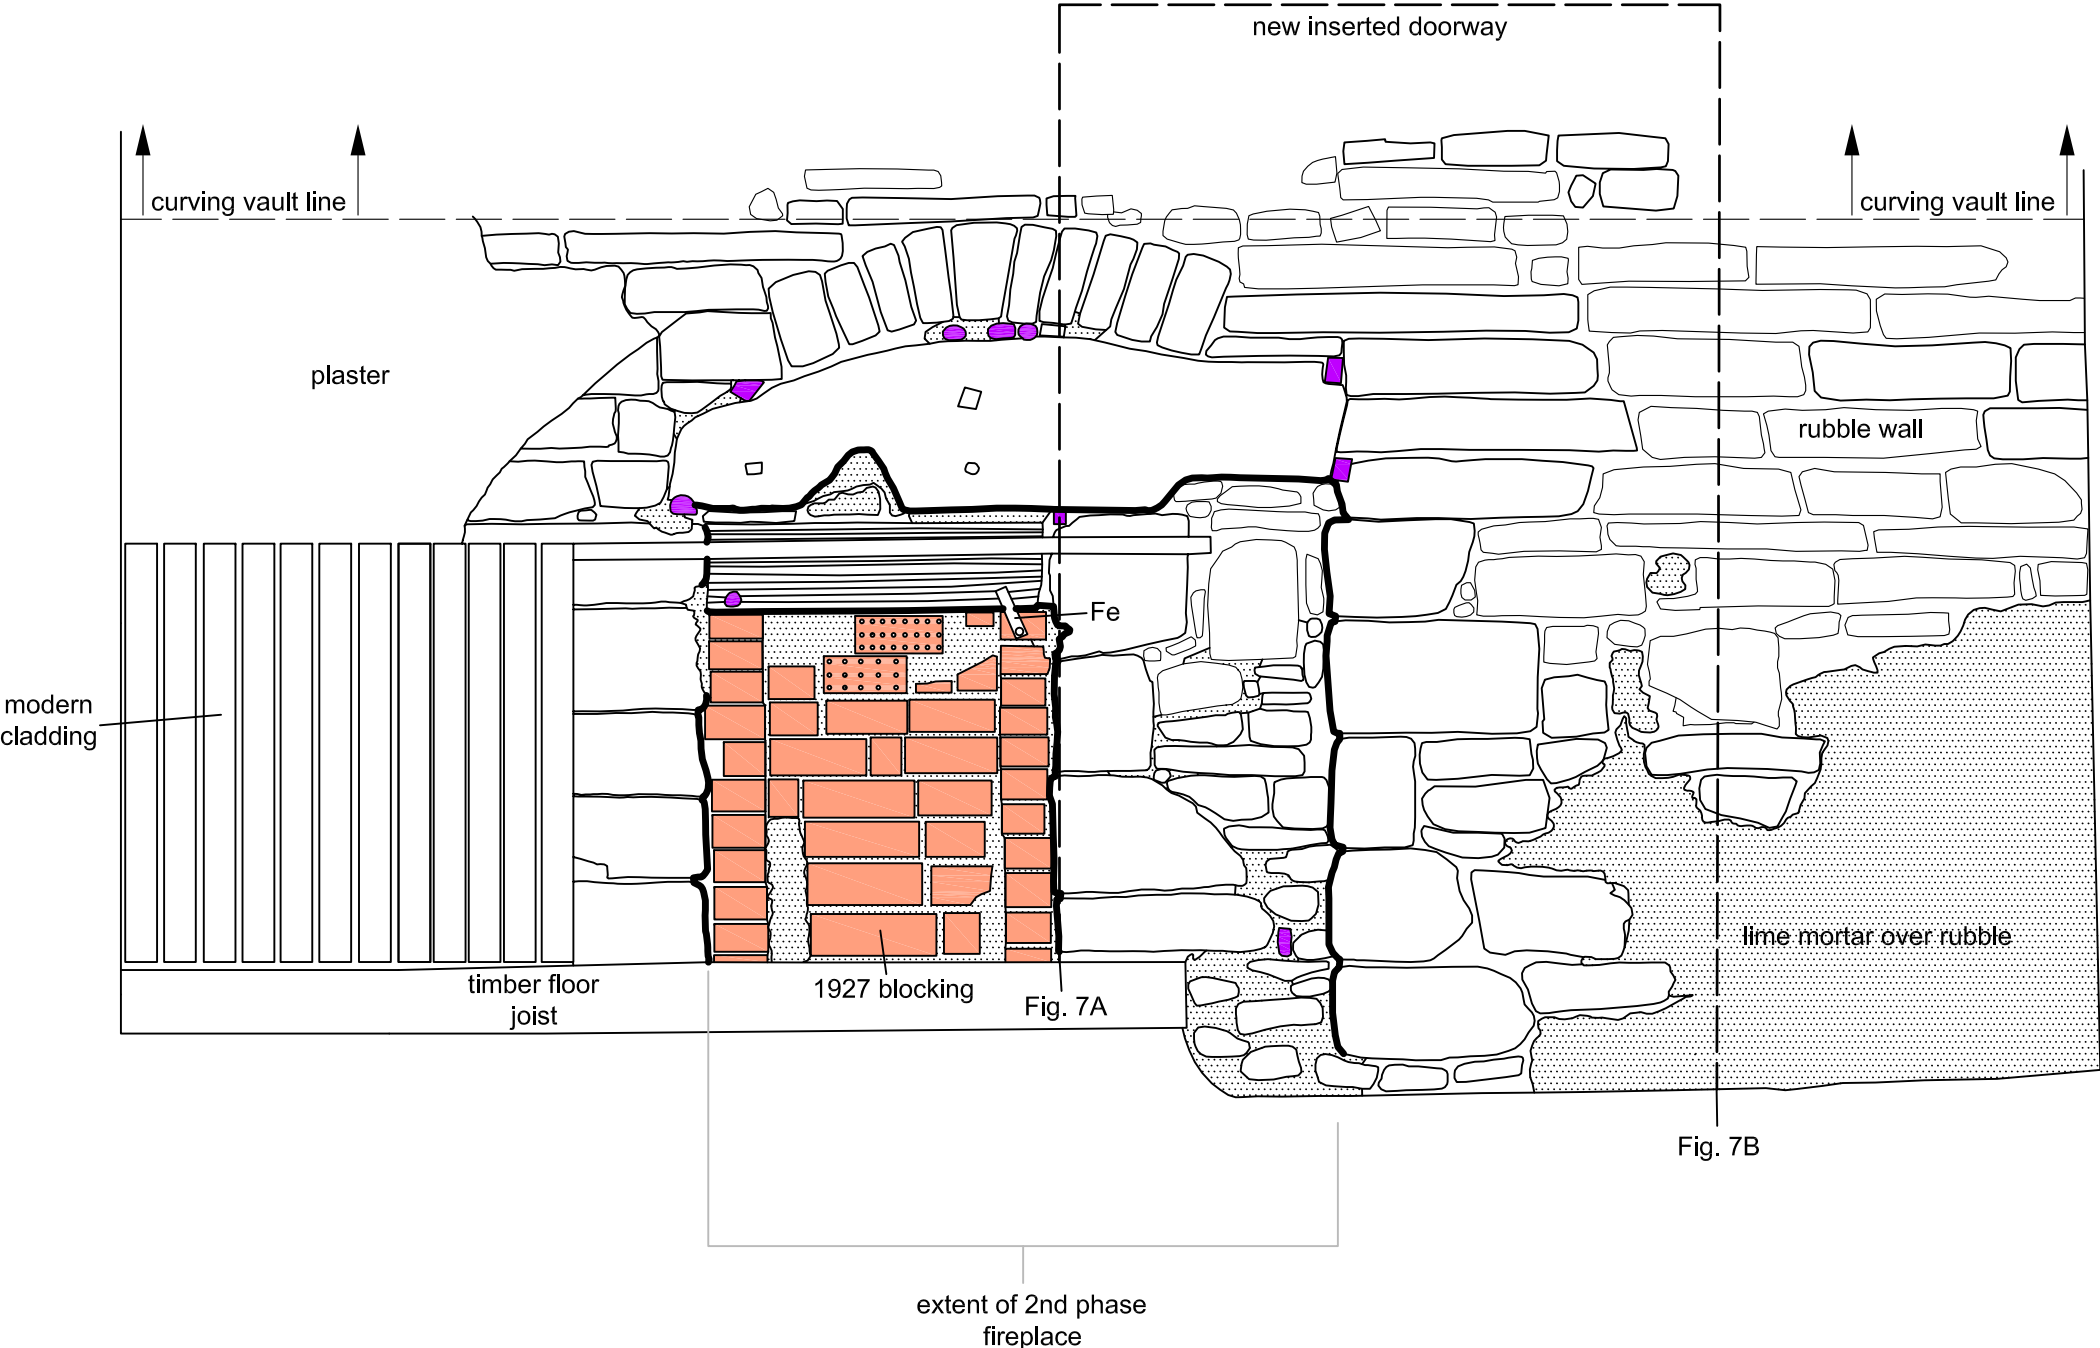 new inserted doorway
curving vault line
curving vault line
plaster
rubble wall
Fe
modern
cladding
lime mortar over rubble
timber floor
joist
1927 blocking
Fig. 7A
Fig. 7B
extent of 2nd phase
fireplace